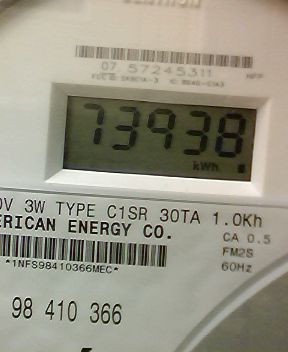 07 57245311
73938
kWh
0V 3W TYPE C1SR 30TA 1.0Kh
ERICAN ENERGY CO.
CA 0.5
FM2S
60Hz
*1NFS98410366MEC*
98 410 366